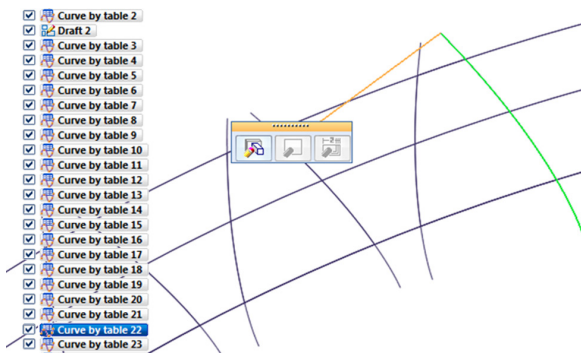 Curve by table 2
Draft 2
Curve by table 3
Curve by table 4
Curve by table 5
Curve by table 6
Curve by table 7
Curve by table 8
Curve by table 9
Curve by table 10
Curve by table 11
Curve by table 12
Curve by table 13
Curve by table 14
Curve by table 15
Curve by table 16
Curve by table 17
Curve by table 18
Curve by table 19
Curve by table 20
Curve by table 21
Curve by table 22
Curve by table 23